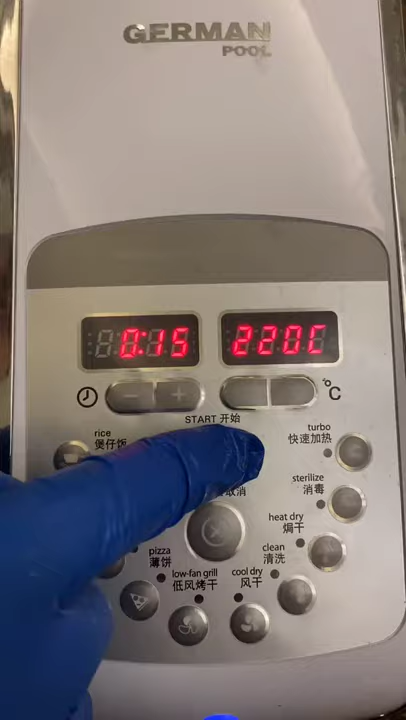 GERMAN
POOL
0:15 220C
− + °C
START 开始
rice
煲仔饭
turbo
快速加热
取消
sterilize
消毒
heat dry
焗干
pizza
薄饼
clean
清洗
low-fan grill
低风烤干
cool dry
风干